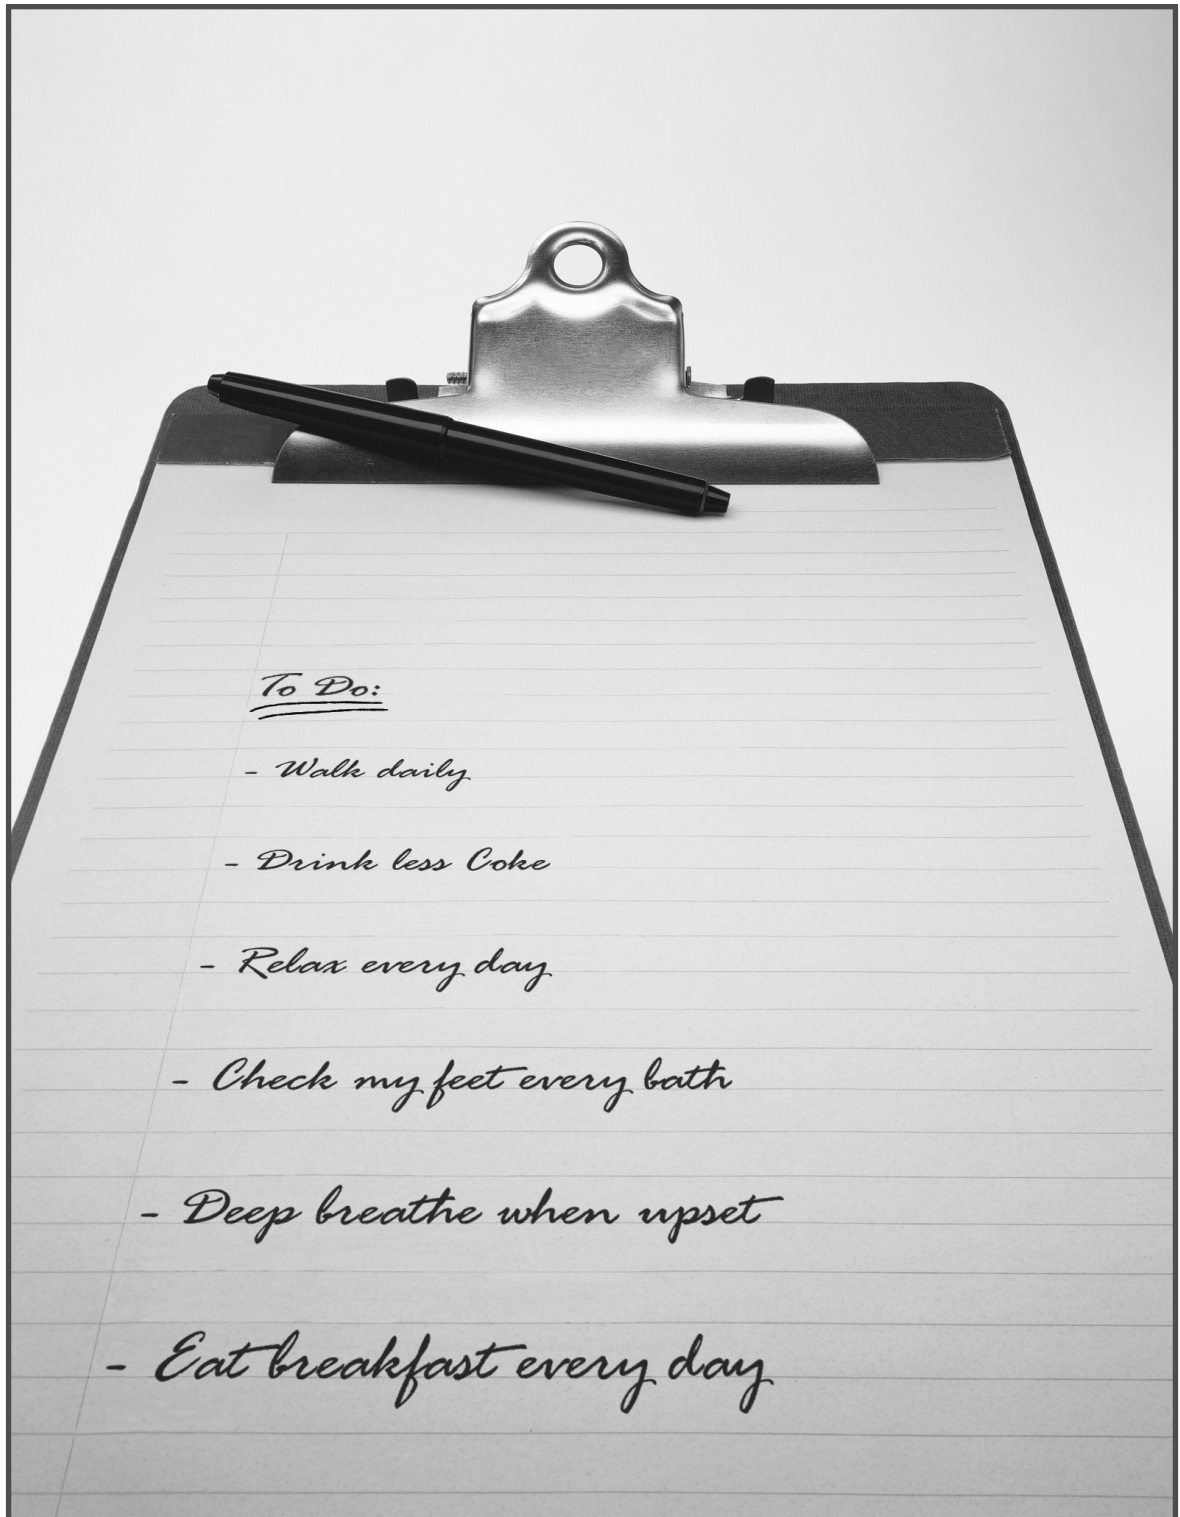 To Do:
- Walk daily
- Drink less Coke
- Relax every day
- Check my feet every bath
- Deep breathe when upset
- Eat breakfast every day